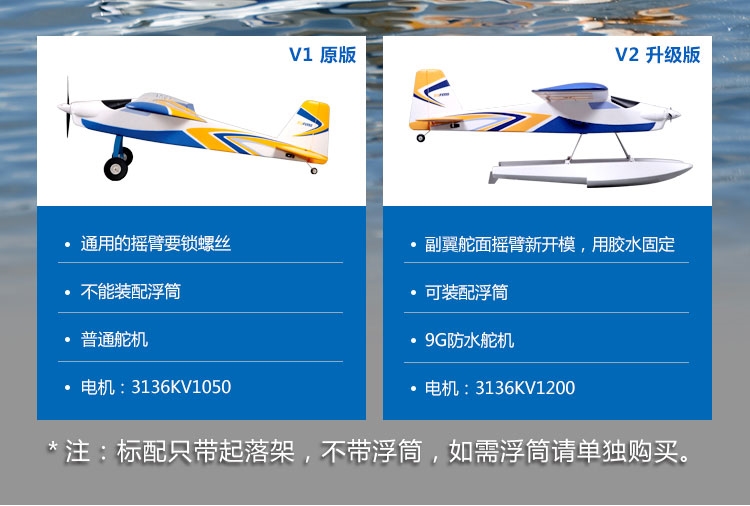 V1 原版
V2 升级版
• 通用的摇臂要锁螺丝
• 不能装配浮筒
• 普通舵机
• 电机：3136KV1050
• 副翼舵面摇臂新开模，用胶水固定
• 可装配浮筒
• 9G防水舵机
• 电机：3136KV1200
* 注：标配只带起落架，不带浮筒，如需浮筒请单独购买。